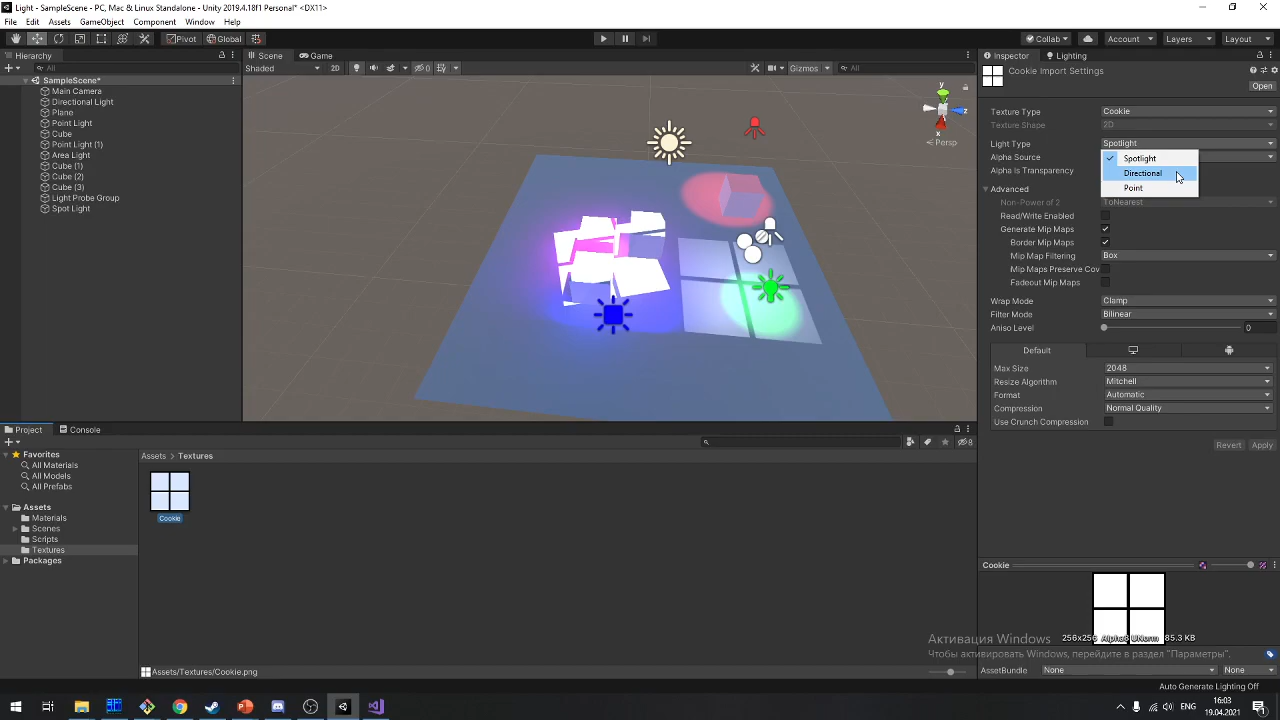 Light - SampleScene - PC, Mac & Linux Standalone - Unity 2019.4.18f1 Personal* <DX11>
File Edit Assets GameObject Component Window Help
Pivot Global Collab Account Layers Layout
Hierarchy Scene Game Inspector Lighting
All Shaded 2D 0 Gizmos All Cookie Import Settings
Open
SampleScene*
Main Camera
Directional Light
Plane
Point Light
Cube
Point Light (1)
Area Light
Cube (1)
Cube (2)
Cube (3)
Light Probe Group
Spot Light
y
z
x
Persp
Texture Type Cookie
Texture Shape 2D
Light Type Spotlight
Alpha Source
Alpha Is Transparency
Spotlight
Directional
Point
Advanced
Non-Power of 2 ToNearest
Read/Write Enabled
Generate Mip Maps
Border Mip Maps
Mip Map Filtering Box
Mip Maps Preserve Cov
Fadeout Mip Maps
Wrap Mode Clamp
Filter Mode Bilinear
Aniso Level 0
Default
Max Size 2048
Resize Algorithm Mitchell
Format Automatic
Compression Normal Quality
Use Crunch Compression
Revert Apply
Project Console
8
Favorites
All Materials
All Models
All Prefabs
Assets
Materials
Scenes
Scripts
Textures
Packages
Assets > Textures
Cookie
Assets/Textures/Cookie.png
Cookie
256x256 Alpha8 UNorm 85.3 KB
Активация Windows
Чтобы активировать Windows, перейдите в раздел "Параметры".
AssetBundle None None
Auto Generate Lighting Off
ENG 16:03
19.04.2021